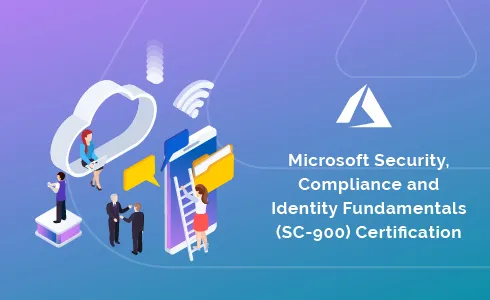 Microsoft Security,
Compliance and
Identity Fundamentals
(SC-900) Certification